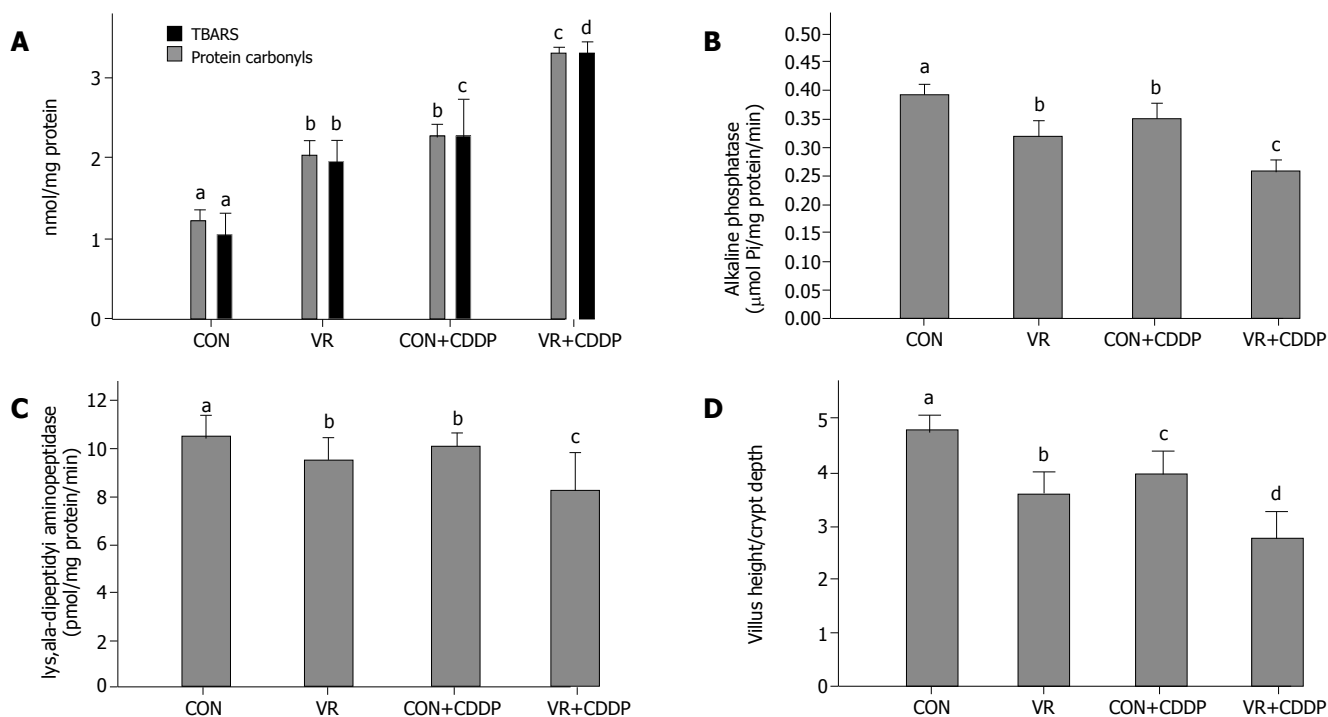 A
TBARS
Protein carbonyls
nmol/mg protein
3
2
1
0
a
a
b
b
b
c
c
d
CON
VR
CON+CDDP
VR+CDDP
B
Alkaline phosphatase
(μmol Pi/mg protein/min)
0.50
0.45
0.40
0.35
0.30
0.25
0.20
0.15
0.10
0.05
0.00
a
b
b
c
CON
VR
CON+CDDP
VR+CDDP
C
lys,ala-dipeptidyi aminopeptidase
(pmol/mg protein/min)
12
10
8
6
4
2
0
a
b
b
c
CON
VR
CON+CDDP
VR+CDDP
D
Villus height/crypt depth
5
4
3
2
1
0
a
b
c
d
CON
VR
CON+CDDP
VR+CDDP